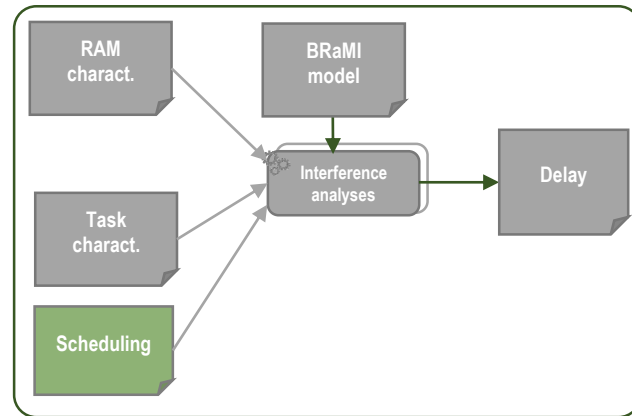 RAM
charact.
BRaMI
model
Interference
analyses
Delay
Task
charact.
Scheduling